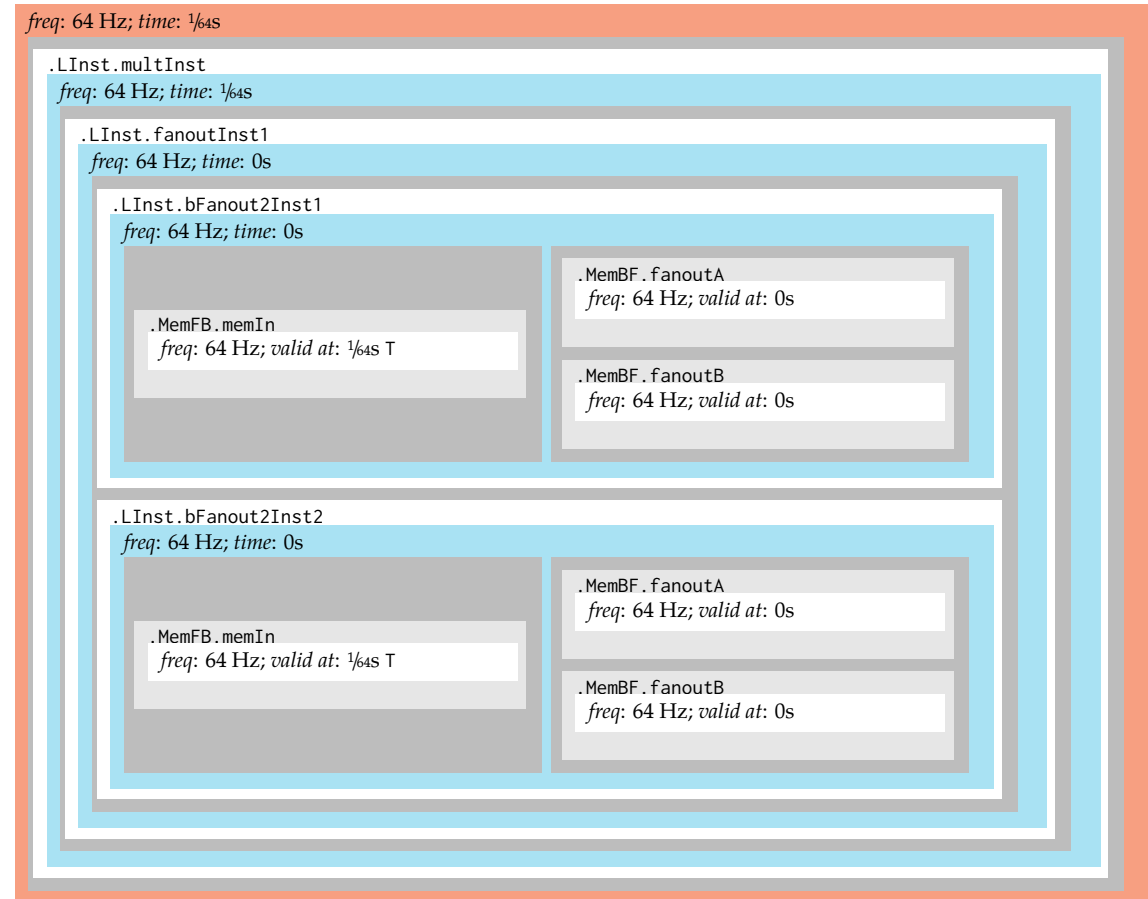 freq: 64 Hz; time: 1/64s
.LInst.multInst
freq: 64 Hz; time: 1/64s
.LInst.fanoutInst1
freq: 64 Hz; time: 0s
.LInst.bFanout2Inst1
freq: 64 Hz; time: 0s
.MemFB.memIn
freq: 64 Hz; valid at: 1/64s T
.MemBF.fanoutA
freq: 64 Hz; valid at: 0s
.MemBF.fanoutB
freq: 64 Hz; valid at: 0s
.LInst.bFanout2Inst2
freq: 64 Hz; time: 0s
.MemFB.memIn
freq: 64 Hz; valid at: 1/64s T
.MemBF.fanoutA
freq: 64 Hz; valid at: 0s
.MemBF.fanoutB
freq: 64 Hz; valid at: 0s